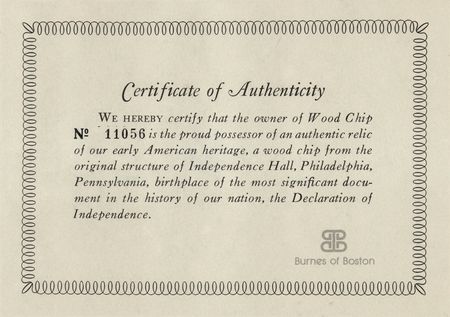 Certificate of Authenticity
WE HEREBY certify that the owner of Wood Chip
No 11056 is the proud possessor of an authentic relic
of our early American heritage, a wood chip from the
original structure of Independence Hall, Philadelphia,
Pennsylvania, birthplace of the most significant docu-
ment in the history of our nation, the Declaration of
Independence.
Burnes of Boston